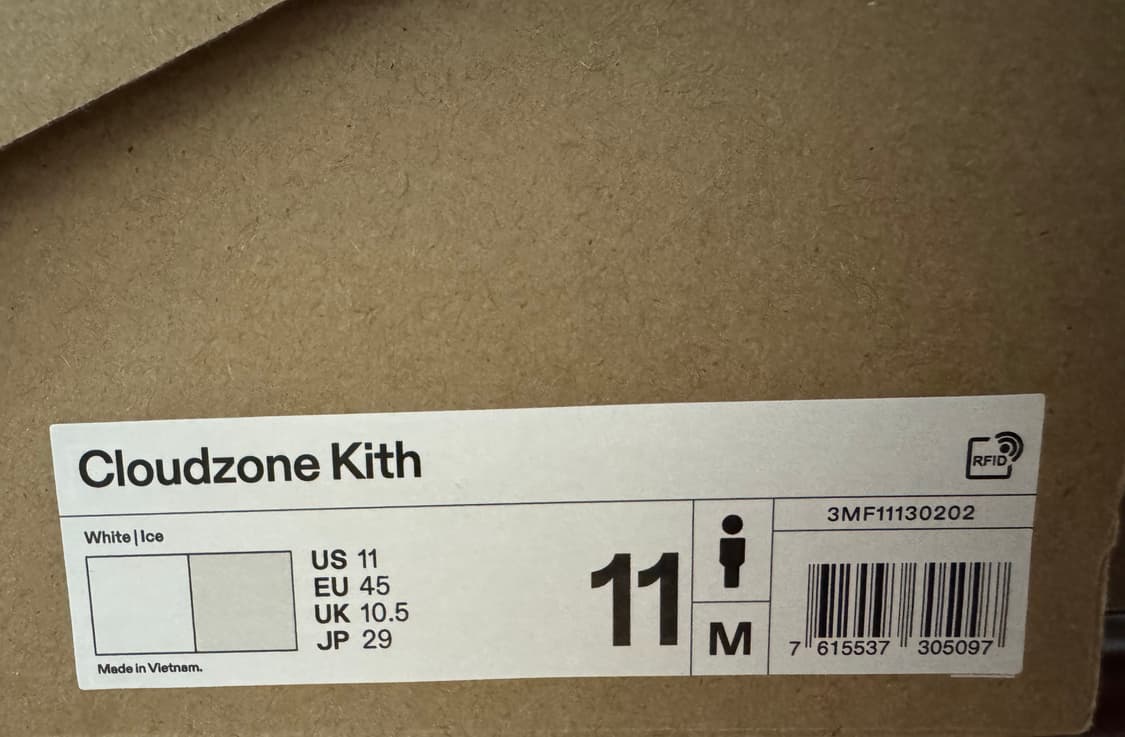 Cloudzone Kith
RFID
White|Ice
US 11
EU 45
UK 10.5
JP 29
Made in Vietnam.
11
M
3MF11130202
7 615537 305097